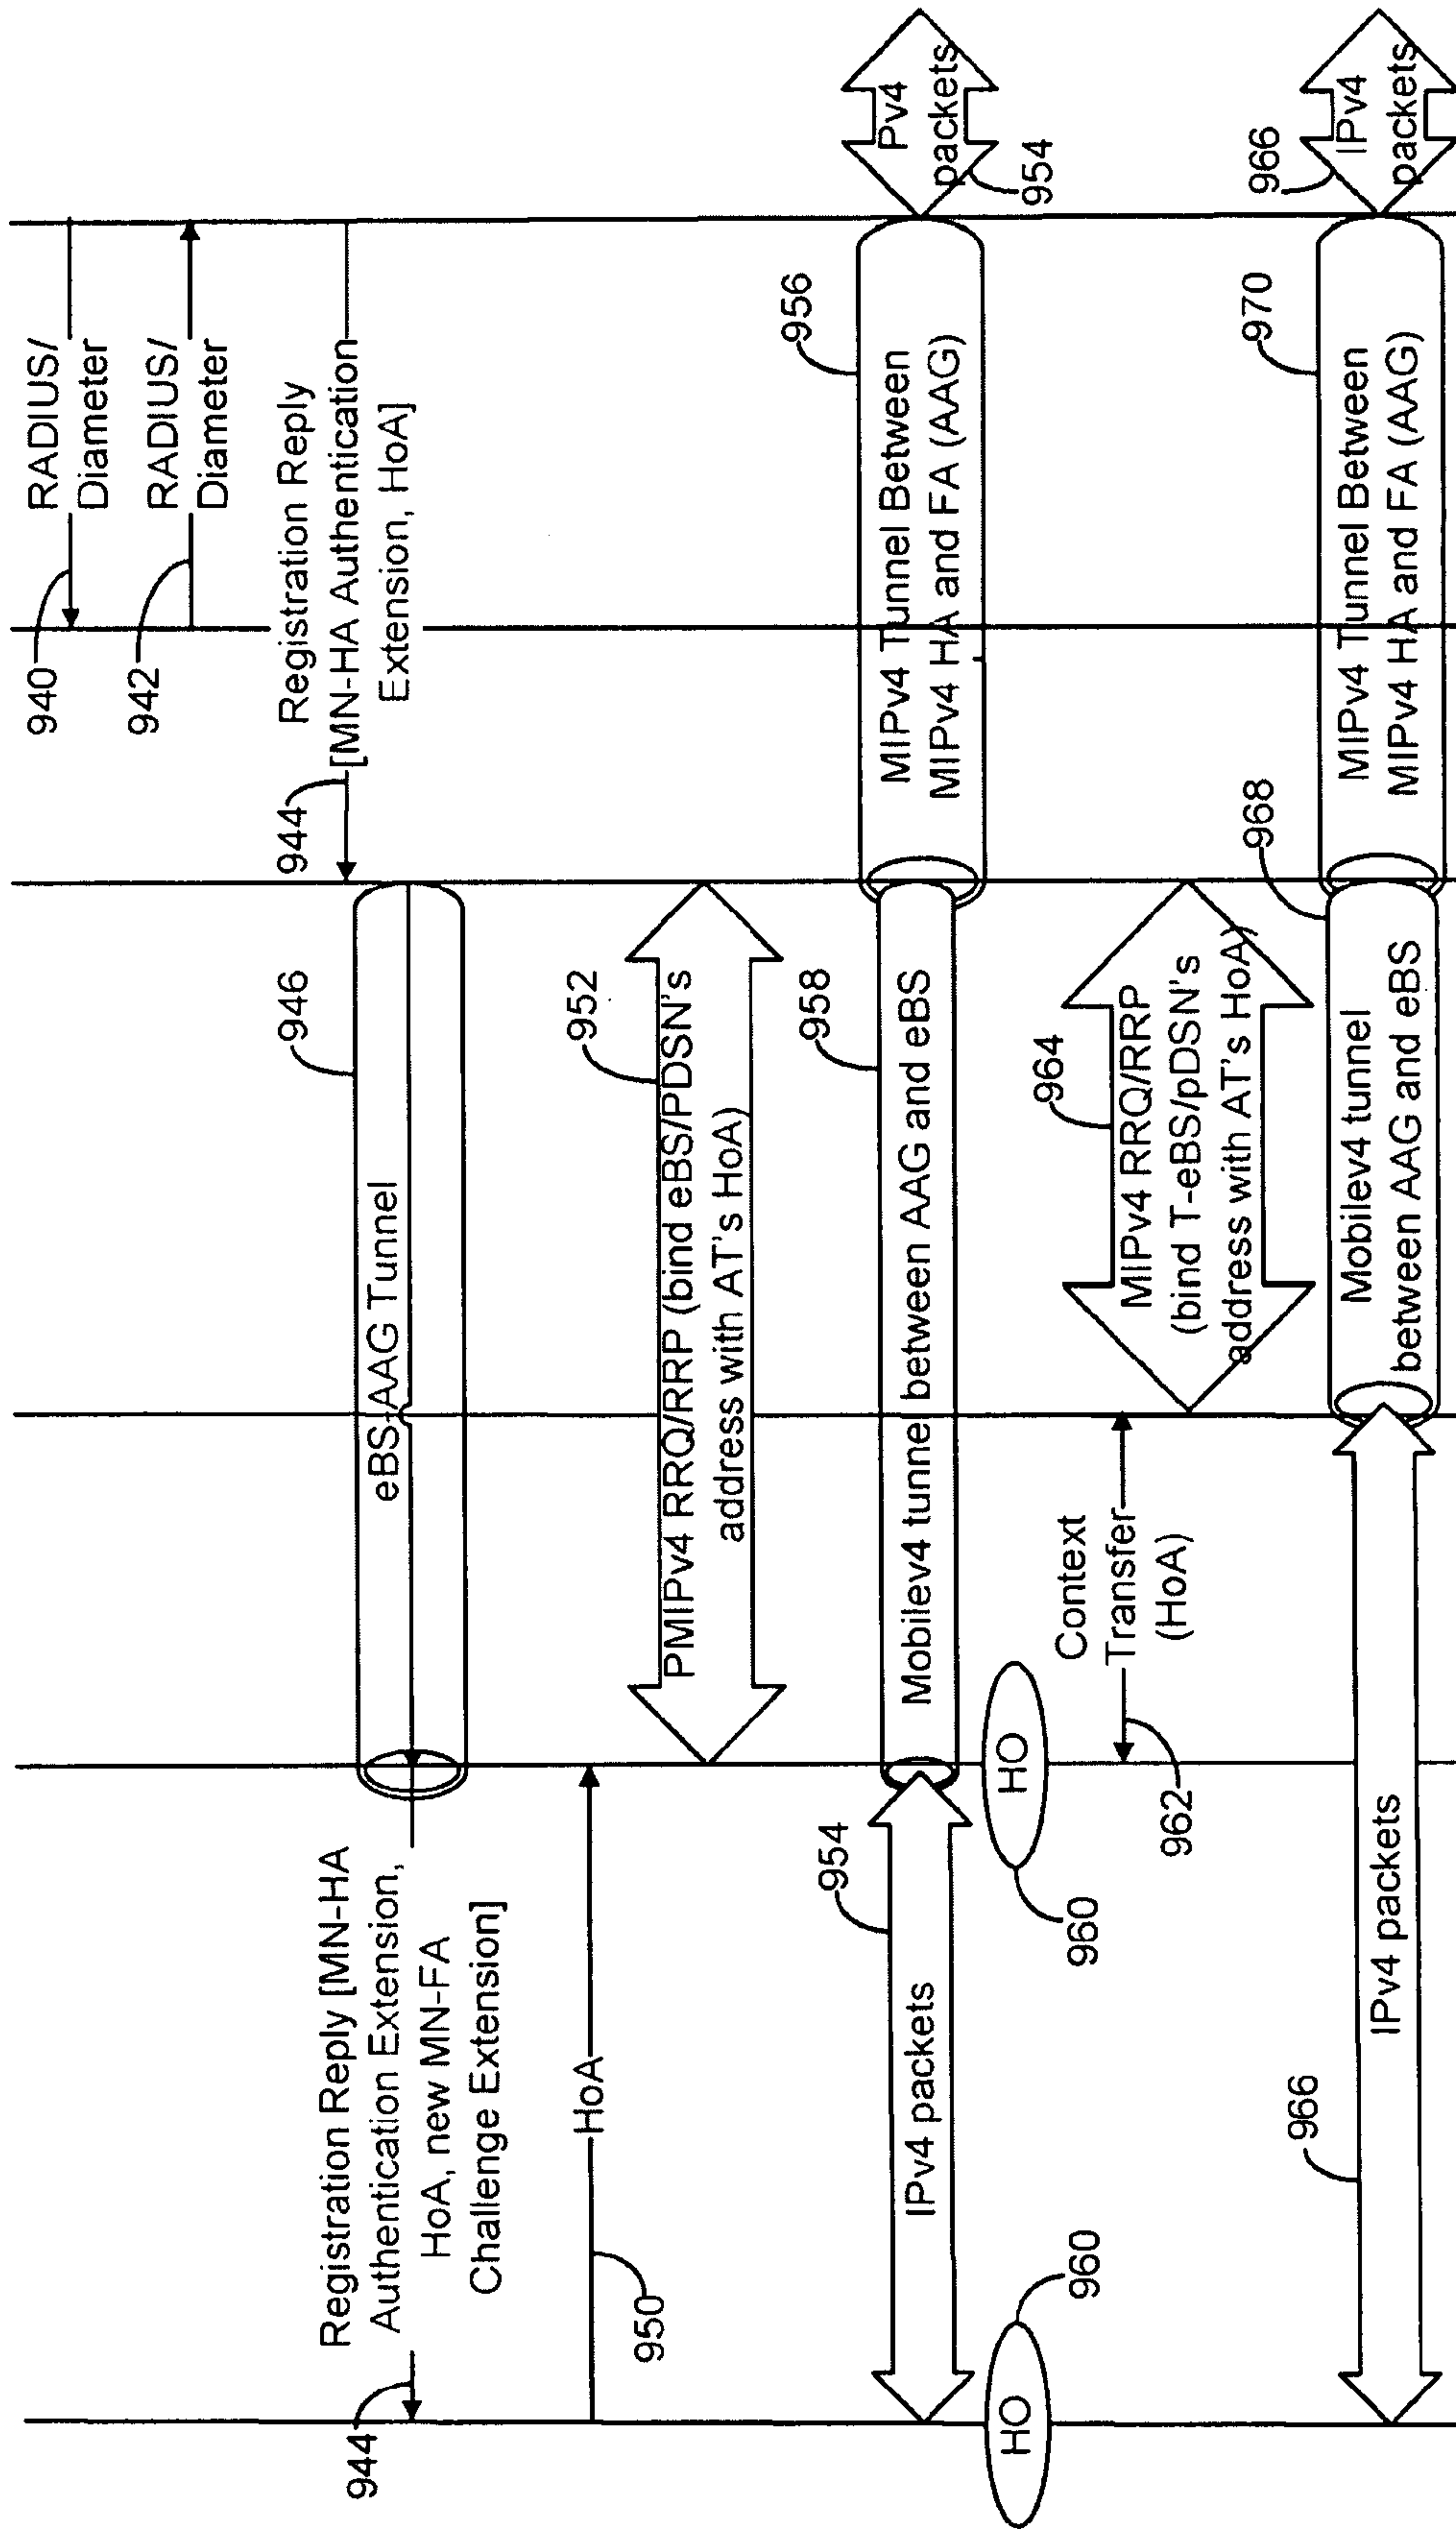 940
RADIUS/
Diameter
942
RADIUS/
Diameter
944
Registration Reply
[MN-HA Authentication
Extension, HoA]
944
Registration Reply [MN-HA
Authentication Extension,
HoA, new MN-FA
Challenge Extension]
eBS-AAG Tunnel
946
950
HoA
PMIPv4 RRQ/RRP (bind eBS/PDSN's
address with AT's HoA)
952
IPv4 packets
954
Mobilev4 tunnel between AAG and eBS
958
MIPv4 Tunnel Between
MIPv4 HA and FA (AAG)
956
Pv4
packets
954
HO
960
HO
960
962
Context
Transfer
(HoA)
MIPv4 RRQ/RRP
(bind T-eBS/pDSN's
address with AT's HoA)
964
IPv4 packets
966
Mobilev4 tunnel
between AAG and eBS
968
MIPv4 Tunnel Between
MIPv4 HA and FA (AAG)
970
IPv4
packets
966